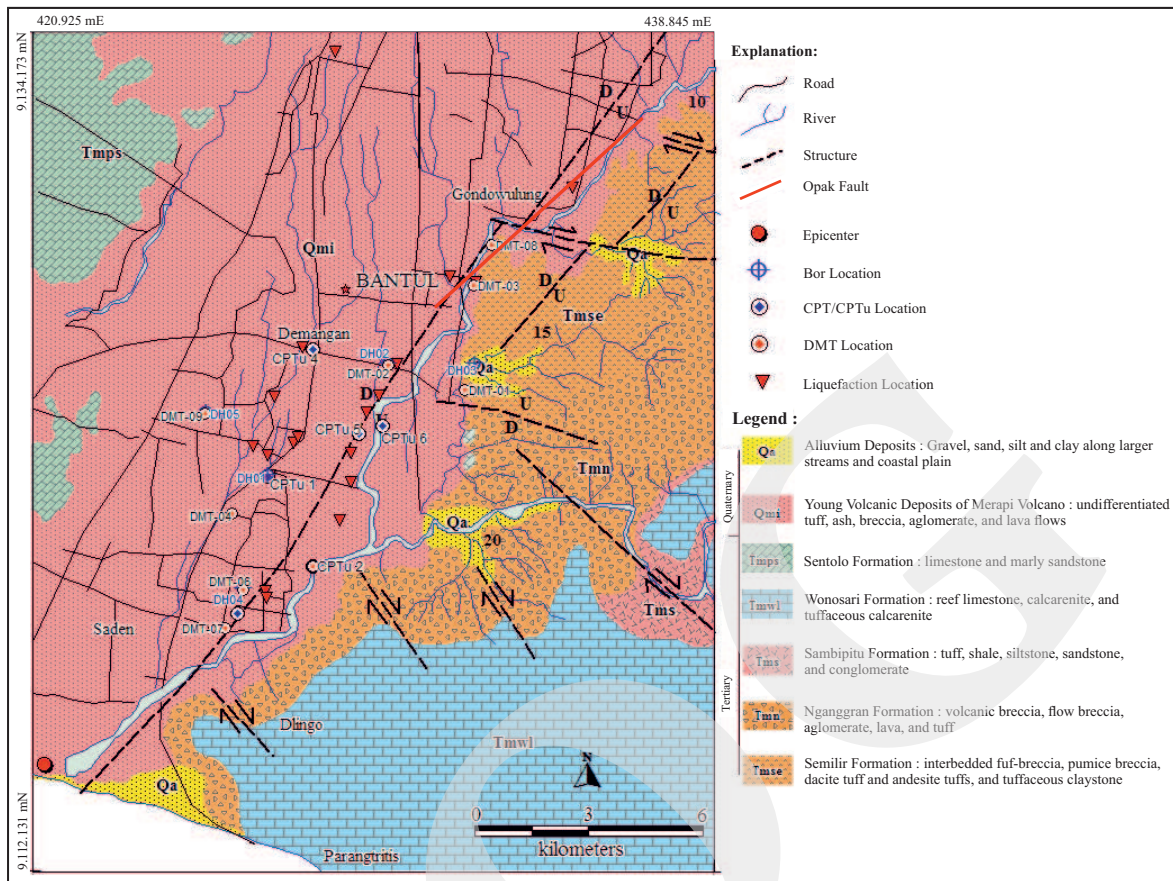 420.925 mE
438.845 mE
9.134.173 mN
9.112.131 mN
D
U
10
Tmps
Gondowulung
D
U
Qmi
DMT-08
Qa
BANTUL
DMT-03
D
U
Tmse
15
Demangan
CPTu 4
DH02
DMT-02
DH03
Qa
DMT-01
D
U
DMT-09
DH05
CPTu 5
CPTu 6
U
D
Tmn
DH01
CPTu 1
DMT-04
Qa
20
CPTu 2
DMT-06
DH04
DMT-07
Saden
Tms
Dlingo
Tmwl
Qa
N
0
3
6
kilometers
Parangtritis
Explanation:
Road
River
Structure
Opak Fault
Epicenter
Bor Location
CPT/CPTu Location
DMT Location
Liquefaction Location
Legend :
Quaternary
Tertiary
Qa
Alluvium Deposits : Gravel, sand, silt and clay along larger
streams and coastal plain
Qmi
Young Volcanic Deposits of Merapi Volcano : undifferentiated
tuff, ash, breccia, aglomerate, and lava flows
Tmps
Sentolo Formation : limestone and marly sandstone
Tmwl
Wonosari Formation : reef limestone, calcarenite, and
tuffaceous calcarenite
Tms
Sambipitu Formation : tuff, shale, siltstone, sandstone,
and conglomerate
Tmn
Nganggran Formation : volcanic breccia, flow breccia,
aglomerate, lava, and tuff
Tmse
Semilir Formation : interbedded fuf-breccia, pumice breccia,
dacite tuff and andesite tuffs, and tuffaceous claystone